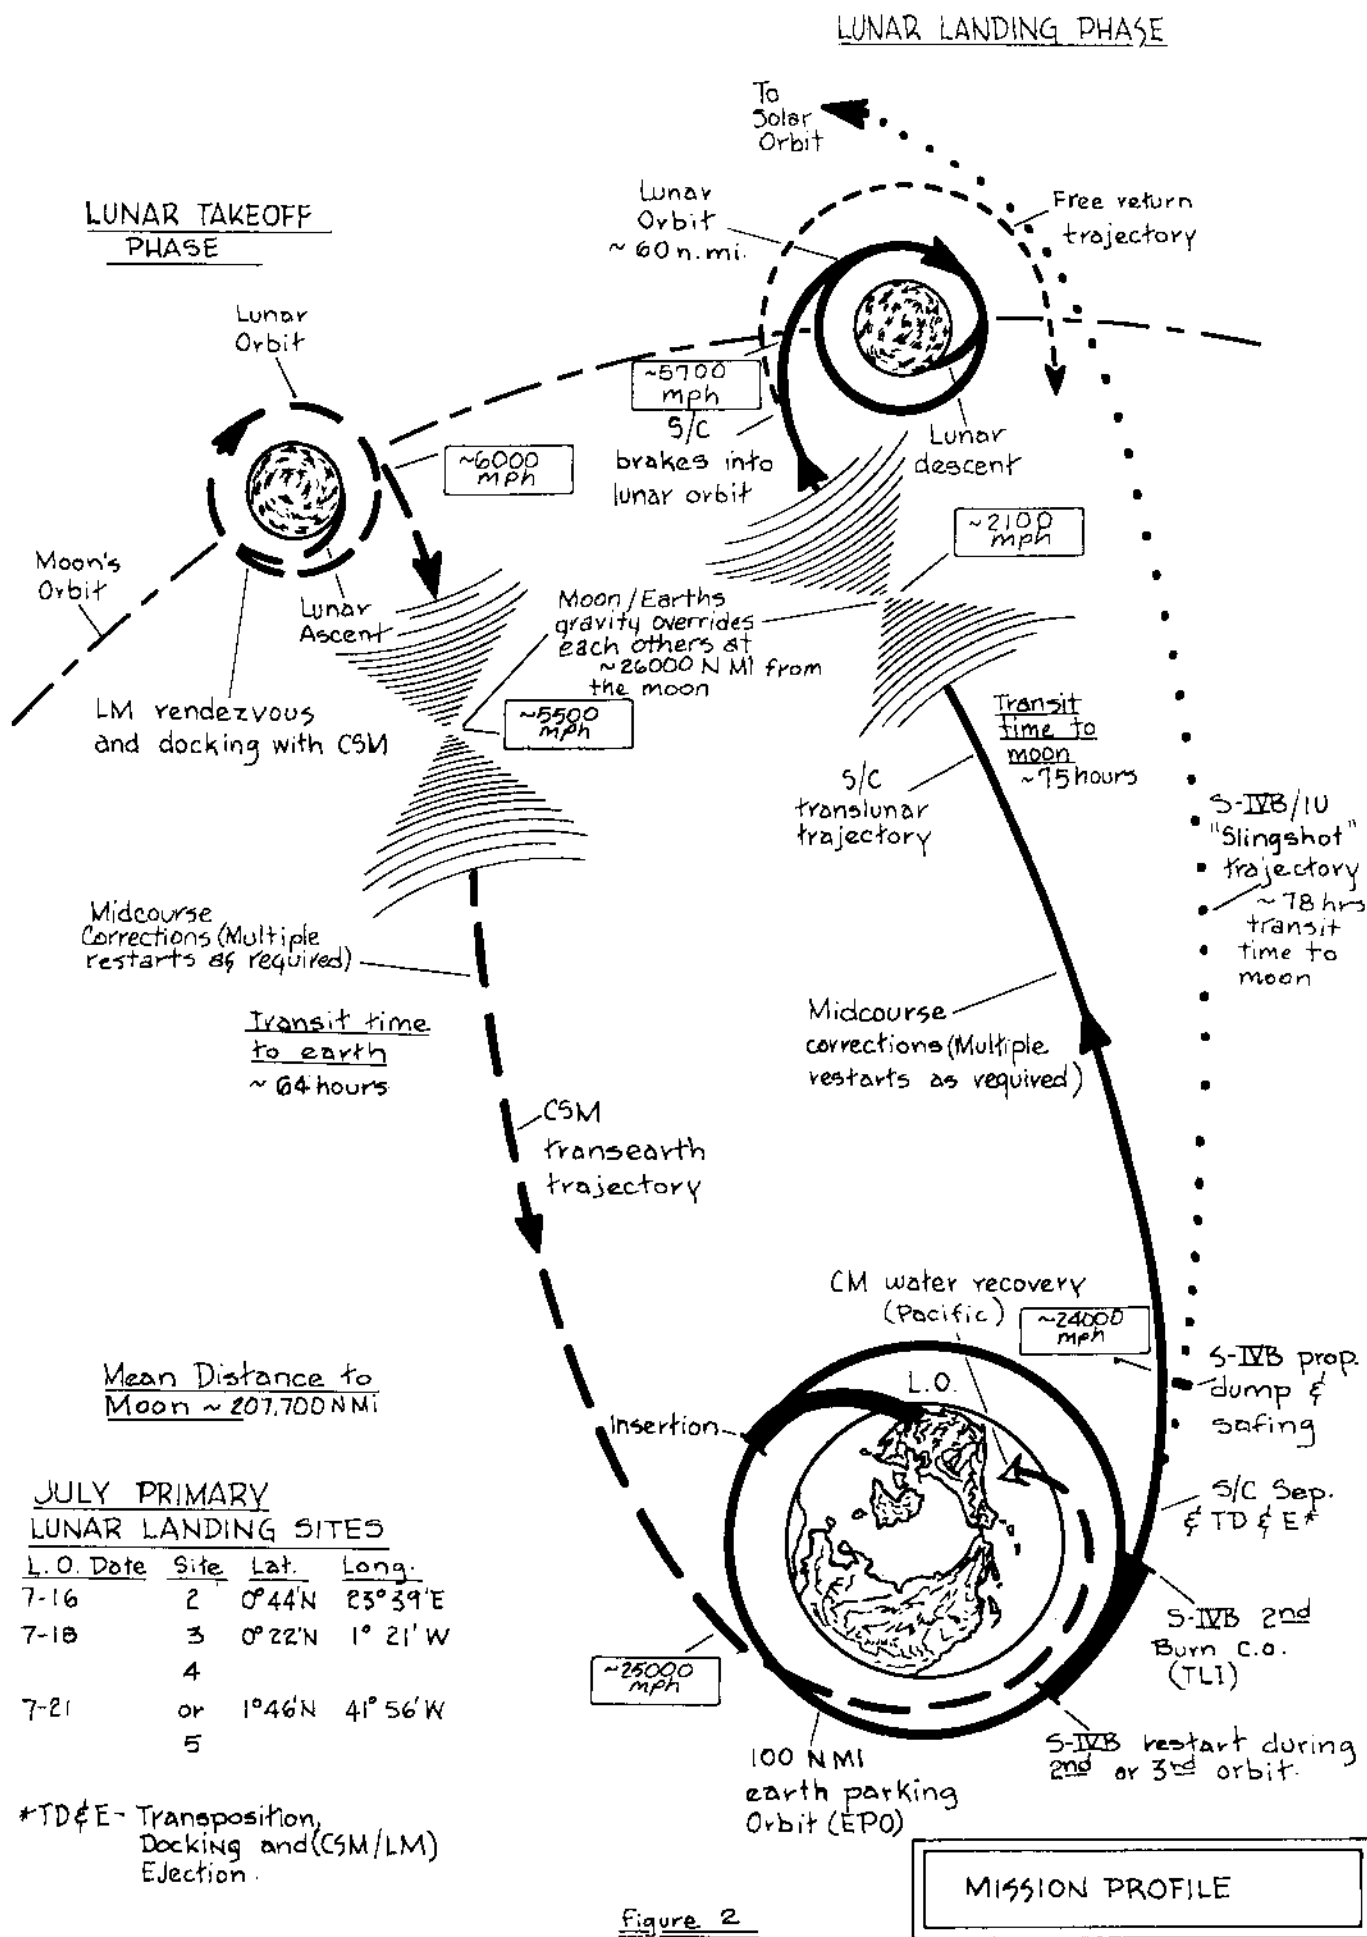 LUNAR LANDING PHASE
To
Solar
Orbit
Lunar
Orbit
~ 60 n.mi.
Free return
trajectory
LUNAR TAKEOFF
PHASE
Lunar
Orbit
~5700
mph
S/C
brakes into
lunar orbit
Lunar
descent
~6000
mph
~2100
mph
Moon's
Orbit
Lunar
Ascent
Moon/Earths
gravity overrides
each others at
~26000 N MI from
the moon
LM rendezvous
and docking with CSM
~5500
mph
Transit
time to
moon
~75 hours
S/C
translunar
trajectory
S-IVB/IU
"Slingshot"
trajectory
~78 hrs
transit
time to
moon
Midcourse
Corrections (Multiple
restarts as required)
Transit time
to earth
~ 64 hours
Midcourse
corrections (Multiple
restarts as required)
CSM
transearth
trajectory
CM water recovery
(Pacific)
~24000
mph
S-IVB prop.
dump &
safing
L.O.
Insertion
Mean Distance to
Moon ~ 207,700 N Mi
S/C Sep.
& TD & E*
JULY PRIMARY
LUNAR LANDING SITES
L.O. Date Site Lat. Long.
7-16 2 0°44'N 23°39'E
7-18 3 0°22'N 1° 21'W
4
7-21 or 1°46'N 41°56'W
5
S-IVB 2nd
Burn C.O.
(TLI)
~25000
mph
S-IVB restart during
2nd or 3rd orbit.
100 N MI
earth parking
Orbit (EPO)
*TD&E- Transposition,
Docking and (CSM/LM)
Ejection.
MISSION PROFILE
Figure 2